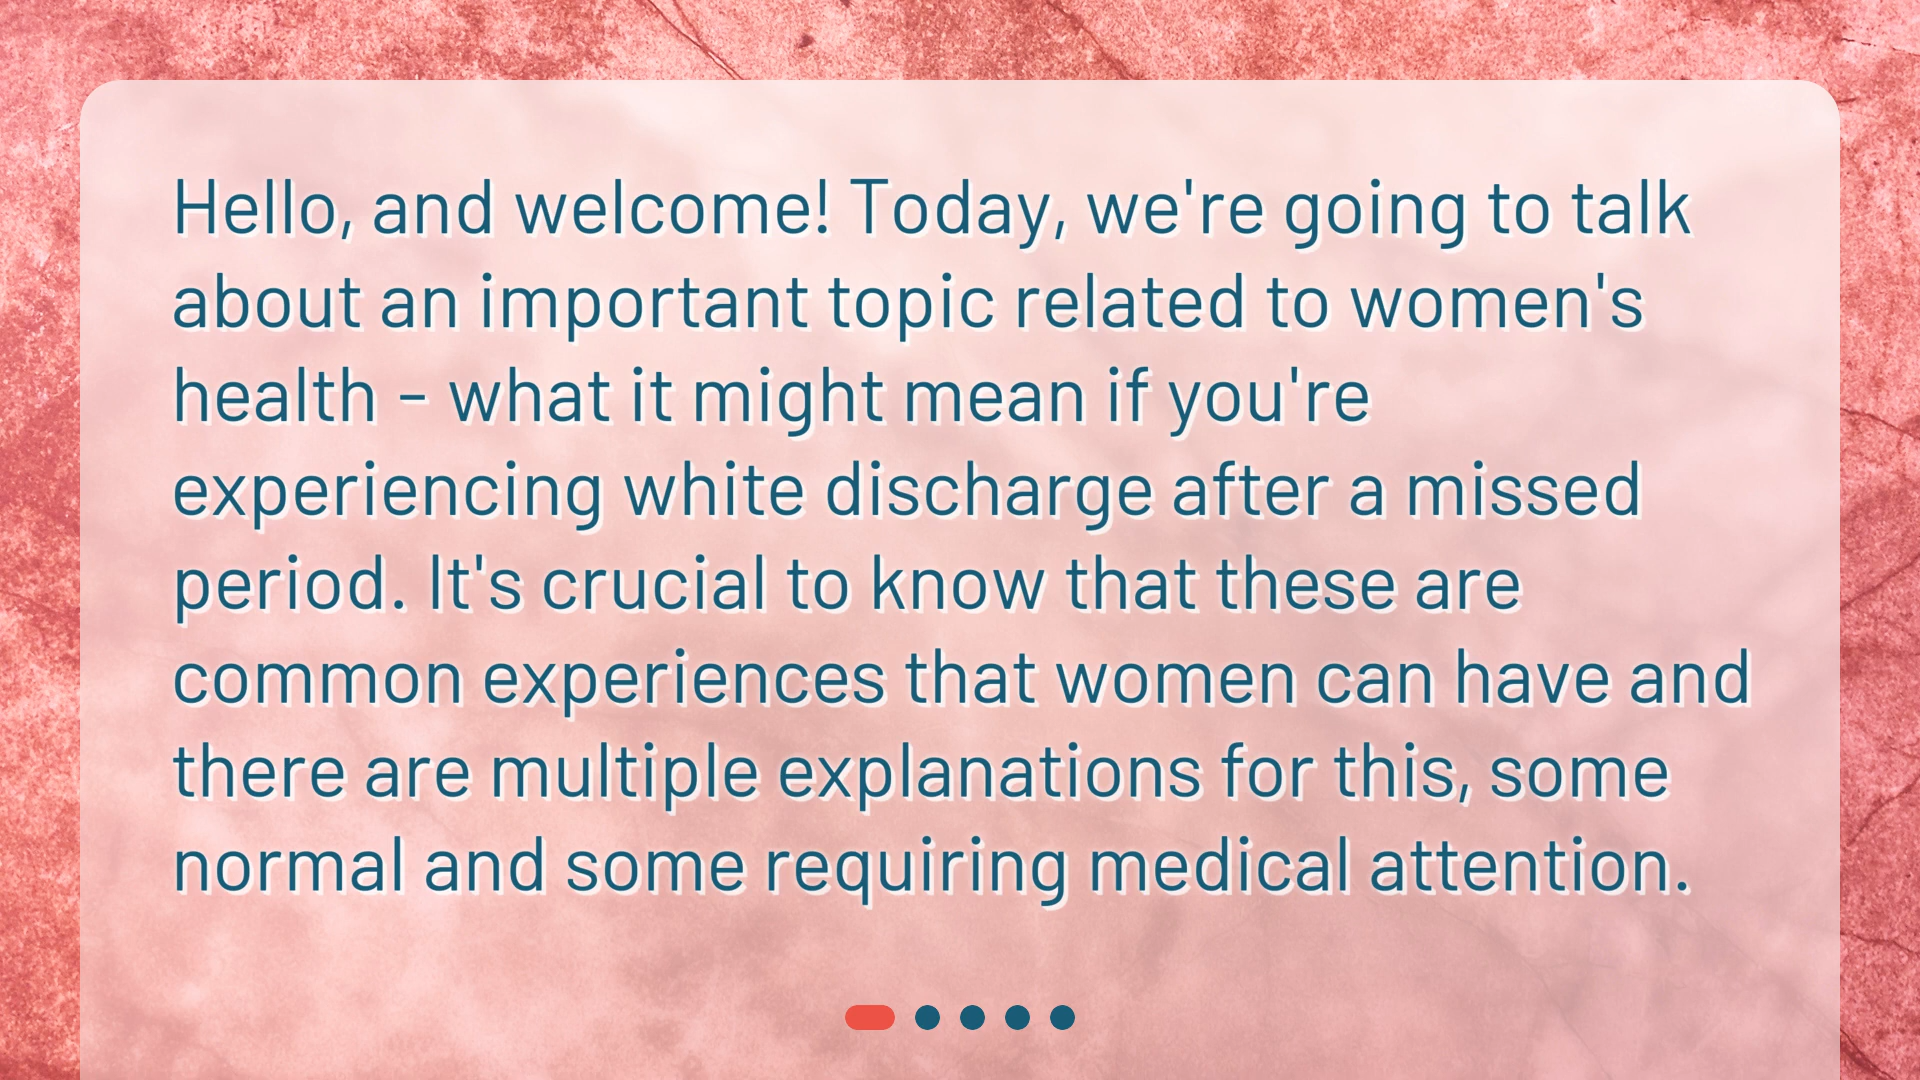 Hello, and welcome! Today, we're going to talk
about an important topic related to women's
health - what it might mean if you're
experiencing white discharge after a missed
period. It's crucial to know that these are
common experiences that women can have and
there are multiple explanations for this, some
normal and some requiring medical attention.